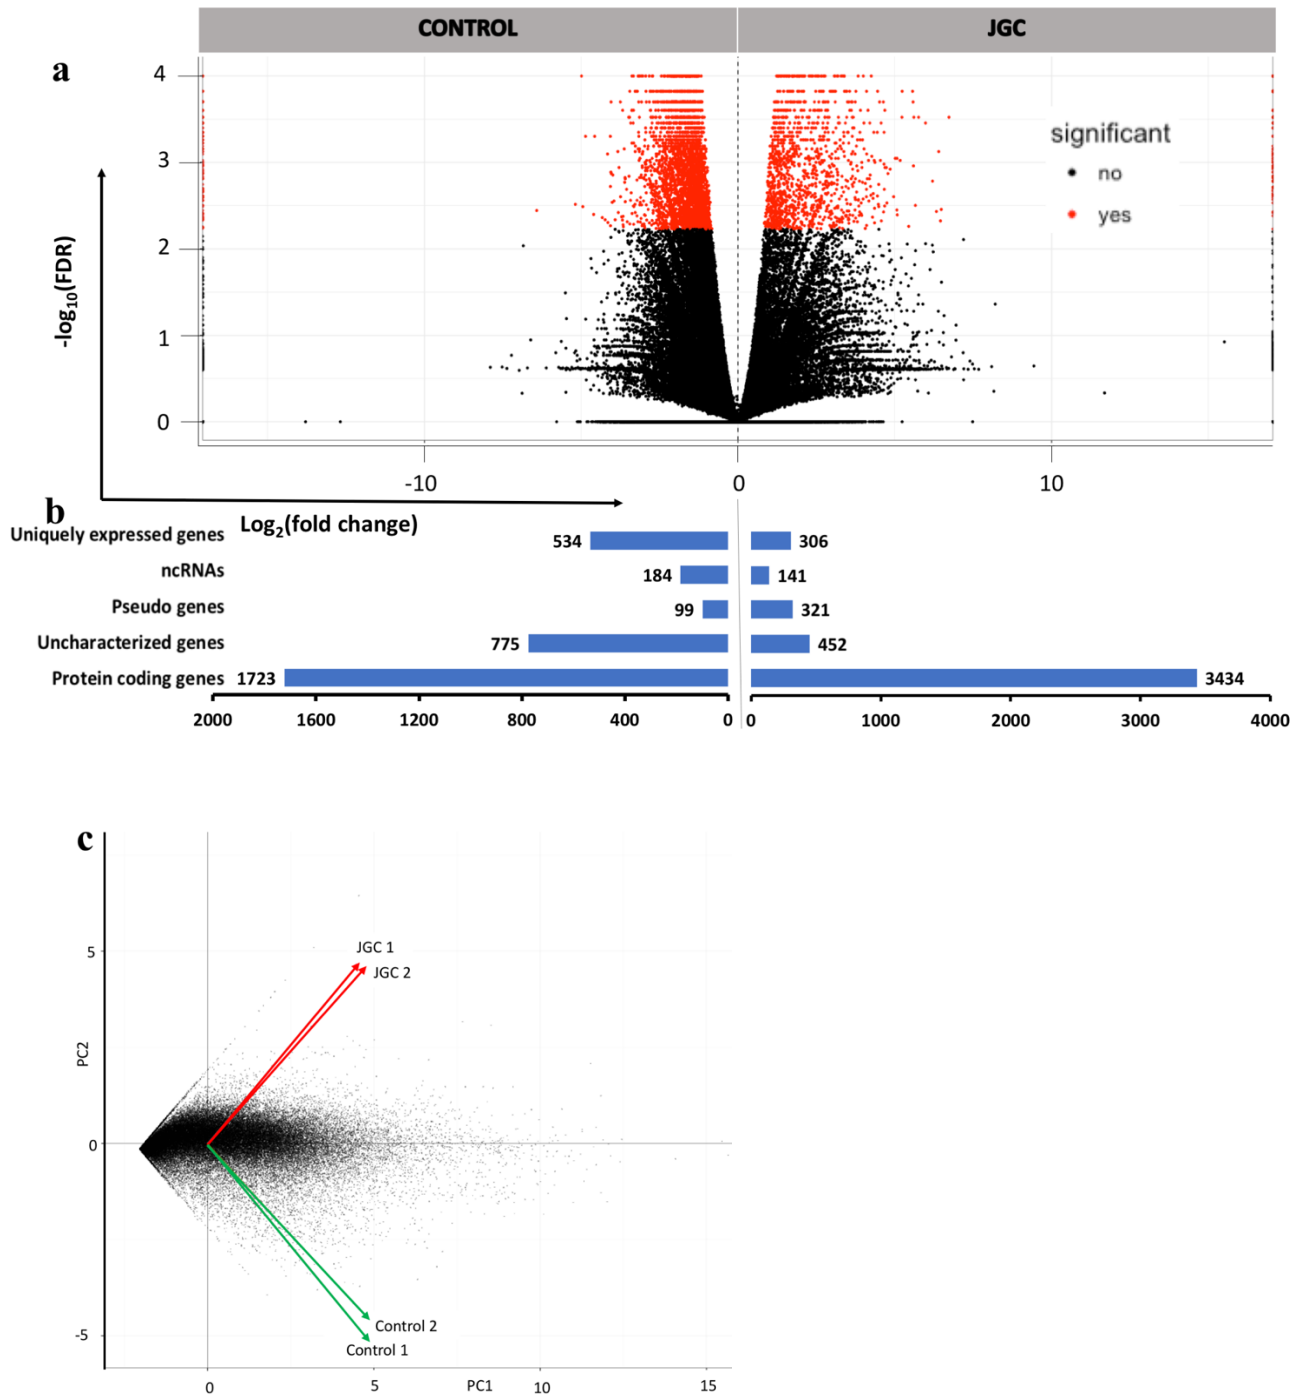 CONTROL JGC
a
4
3
2
1
0
-log10(FDR)
significant
no
yes
-10 0 10
Log2(fold change)
b
Uniquely expressed genes 534 306
ncRNAs 184 141
Pseudo genes 99 321
Uncharacterized genes 775 452
Protein coding genes 1723 3434
2000 1600 1200 800 400 0 0 1000 2000 3000 4000
c
JGC 1
JGC 2
5
PC2
0
Control 2
-5
Control 1
0 5 PC1 10 15